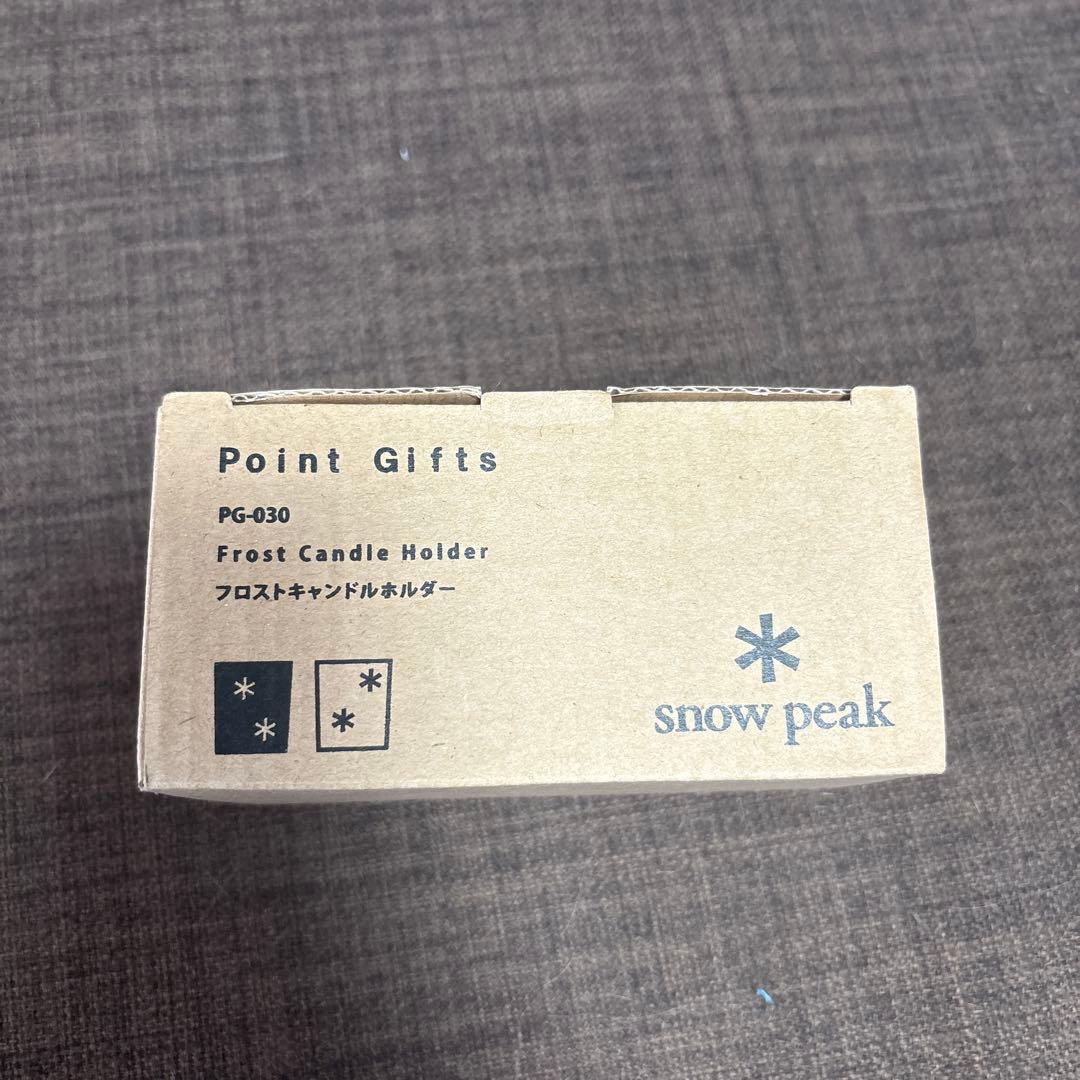 Point Gifts
PG-030
Frost Candle Holder
フロストキャンドルホルダー
snow peak